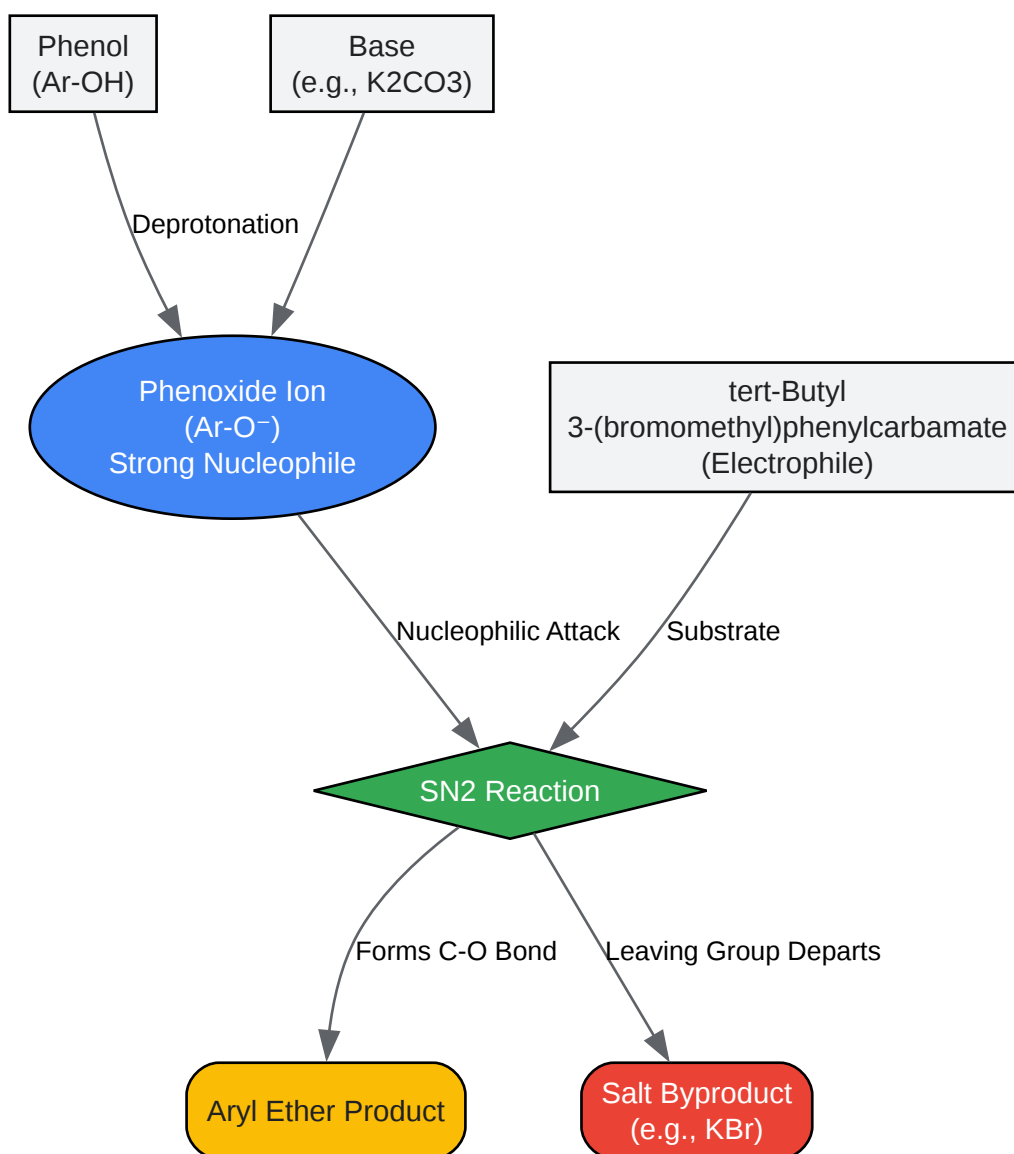 Phenol
(Ar-OH)
Base
(e.g., K2CO3)
Deprotonation
Phenoxide Ion
(Ar-O⁻)
Strong Nucleophile
tert-Butyl
3-(bromomethyl)phenylcarbamate
(Electrophile)
Nucleophilic Attack
Substrate
SN2 Reaction
Forms C-O Bond
Leaving Group Departs
Aryl Ether Product
Salt Byproduct
(e.g., KBr)